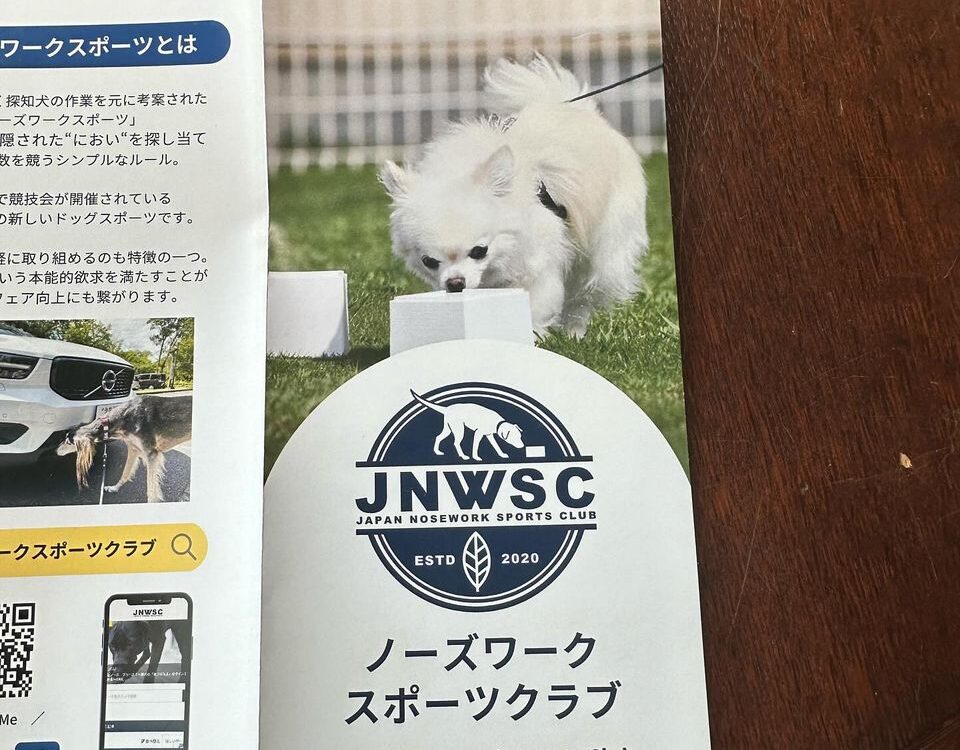 ワークスポーツとは
探知犬の作業を元に考案された
ーズワークスポーツ」
隠された“におい“を探し当て
数を競うシンプルなルール。
で競技会が開催されている
の新しいドッグスポーツです。
軽に取り組めるのも特徴の一つ。
いう本能的欲求を満たすことが
フェア向上にも繋がります。
ークスポーツクラブ
JNWSC
Me ／
JNWSC
JAPAN NOSEWORK SPORTS CLUB
ESTD 2020
ノーズワーク
スポーツクラブ